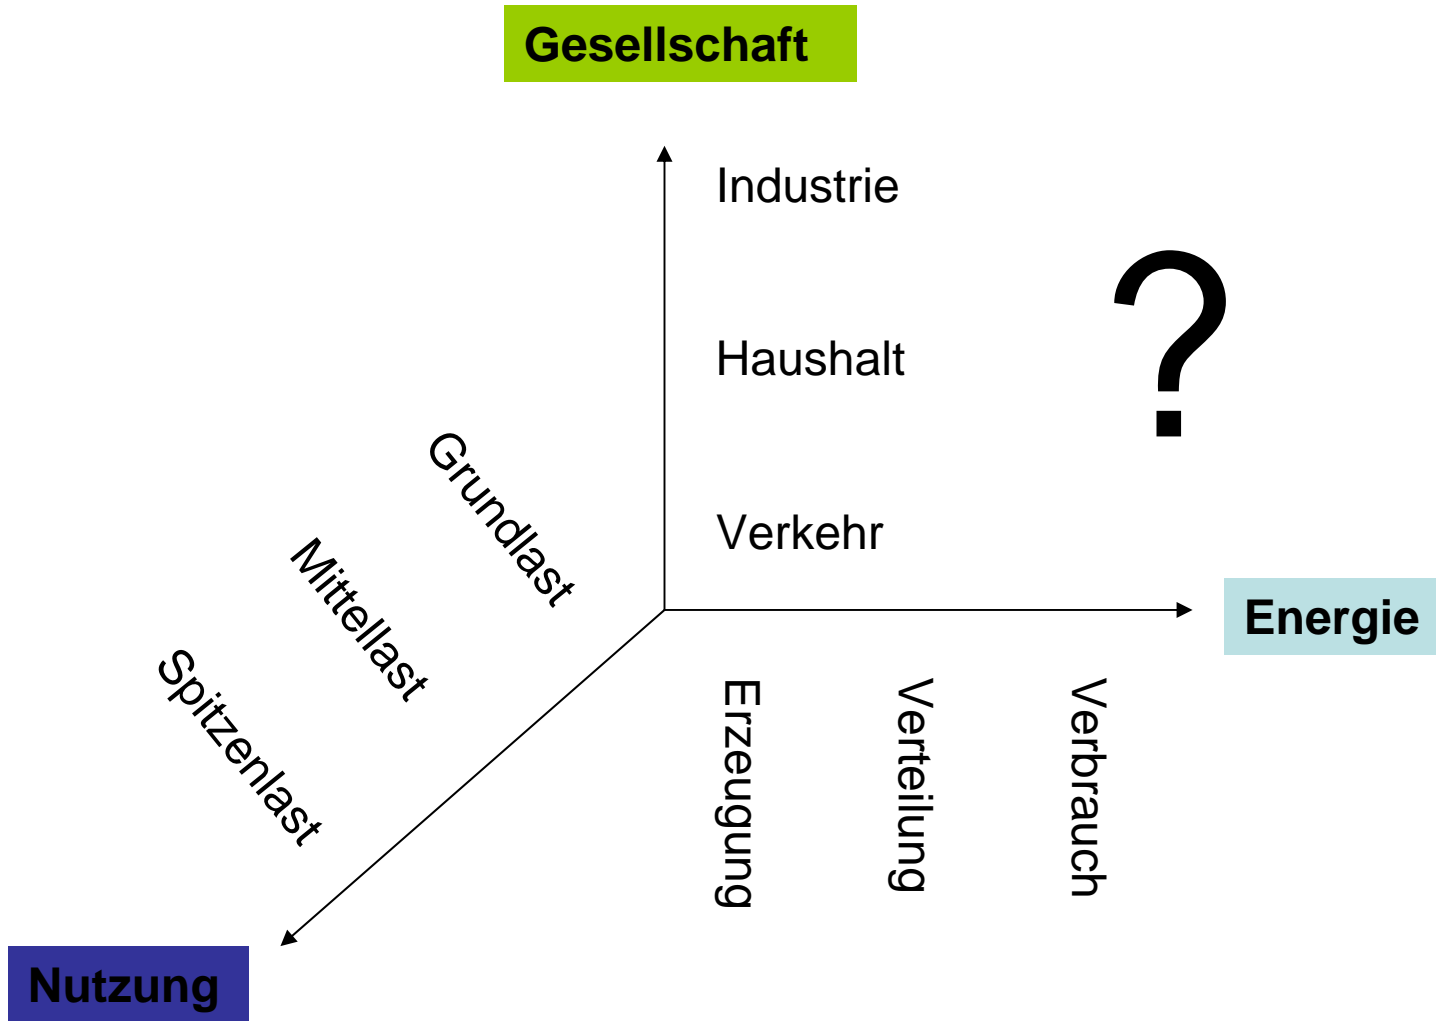 Gesellschaft
Industrie
?
Haushalt
Grundlast
Verkehr
Mittellast
Energie
Spitzenlast
Erzeugung
Verteilung
Verbrauch
Nutzung